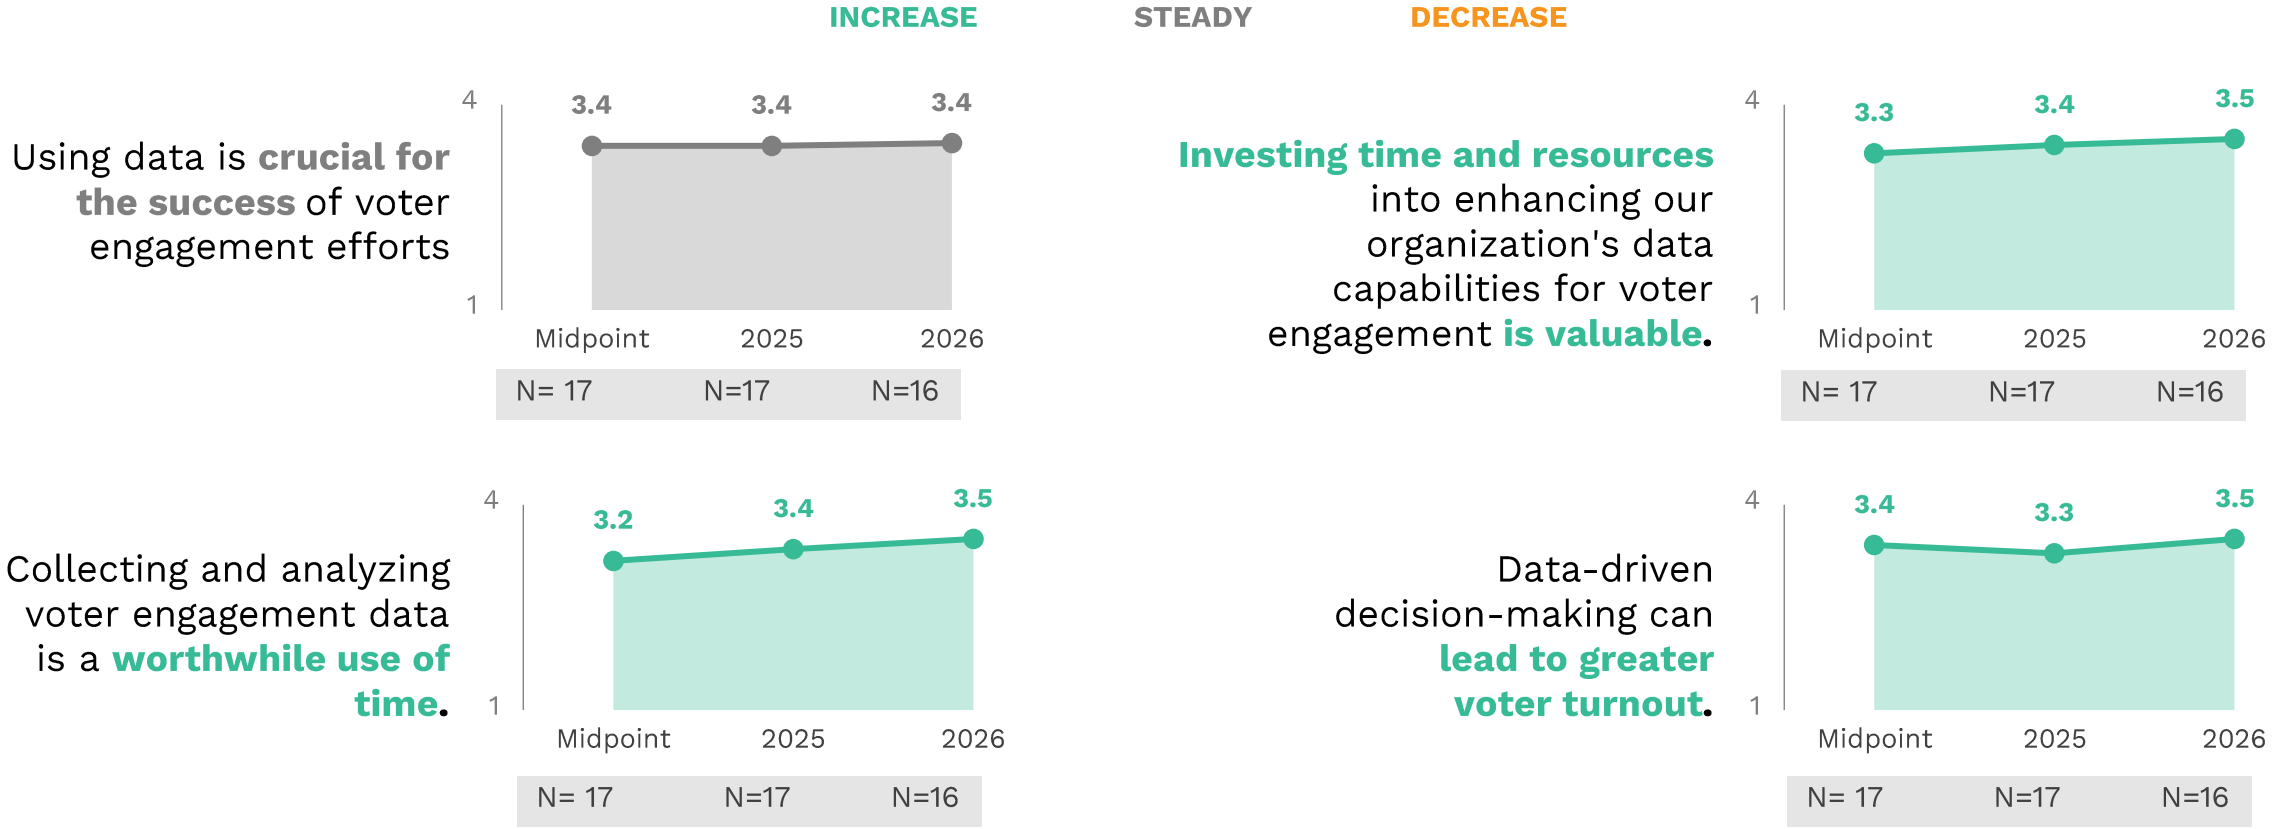 INCREASE STEADY DECREASE
Using data is crucial for
the success of voter
engagement efforts
4
3.4 3.4 3.4
1
Midpoint 2025 2026
N= 17 N=17 N=16
Investing time and resources
into enhancing our
organization's data
capabilities for voter
engagement is valuable.
4
3.3 3.4 3.5
1
Midpoint 2025 2026
N= 17 N=17 N=16
Collecting and analyzing
voter engagement data
is a worthwhile use of
time.
4
3.2 3.4 3.5
1
Midpoint 2025 2026
N= 17 N=17 N=16
Data-driven
decision-making can
lead to greater
voter turnout.
4
3.4 3.3 3.5
1
Midpoint 2025 2026
N= 17 N=17 N=16